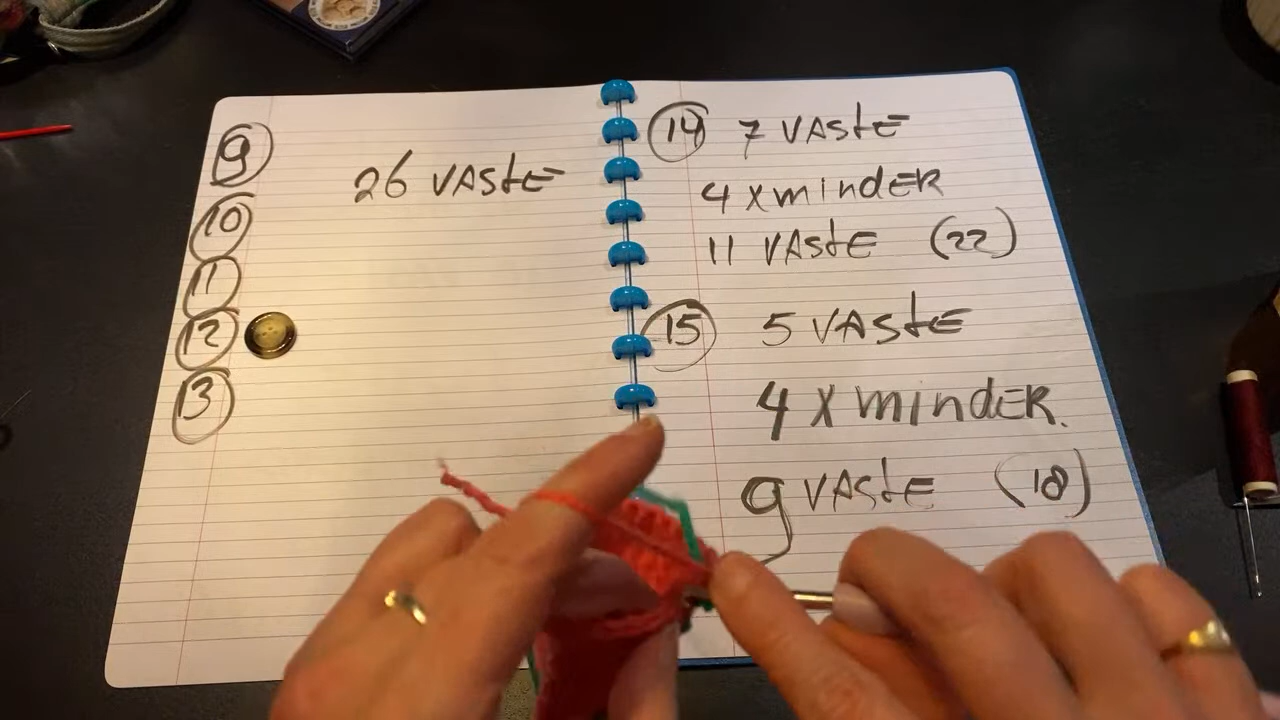 9
26 VASTE
10
11
12
13
14 7 VASTE
4 x minDER
11 VASTE (22)
15 5 VASTE
4 x minDER.
9 VASTE (18)